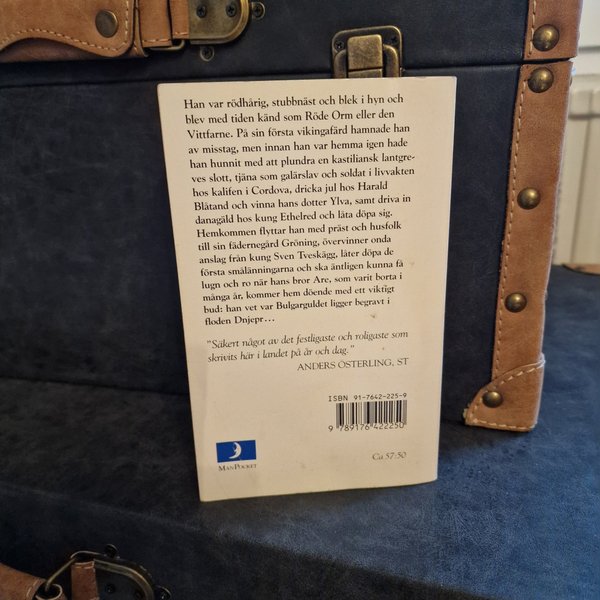 Han var rödhårig, stubbnäst och blek i hyn och
blev med tiden känd som Röde Orm eller den
Vittfarne. På sin första vikingafärd hamnade han
av misstag, men innan han var hemma igen hade
han hunnit med att plundra en kastiliansk lantgre-
ves slott, tjäna som galärslav och soldat i livvakten
hos kalifen i Cordova, dricka jul hos Harald
Blåtand och vinna hans dotter Ylva, samt driva in
danagäld hos kung Ethelred och låta döpa sig.
Hemkommen flyttar han med präst och husfolk
till sin fädernegård Gröning, övervinner onda
anslag från kung Sven Tveskägg, låter döpa de
första smålänningarna och ska äntligen kunna få
lugn och ro när hans bror Are, som varit borta i
många år, kommer hem döende med ett viktigt
bud: han vet var Bulgarguldet ligger begravt i
floden Dnjepr…
"Säkert något av det festligaste och roligaste som
skrivits här i landet på år och dag."
ANDERS ÖSTERLING, ST
ISBN 91-7642-225-9
9 789176 422250
MånPocket
Ca 57:50